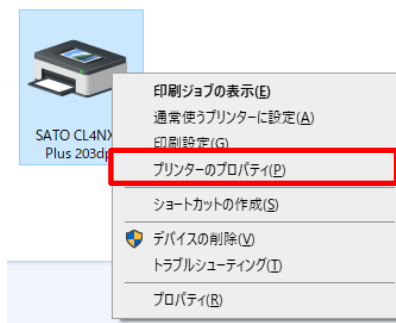 SATO CL4NX
Plus 203dp
印刷ジョブの表示(E)
通常使うプリンターに設定(A)
印刷設定(G)
プリンターのプロパティ(P)
ショートカットの作成(S)
デバイスの削除(V)
トラブルシューティング(T)
プロパティ(R)